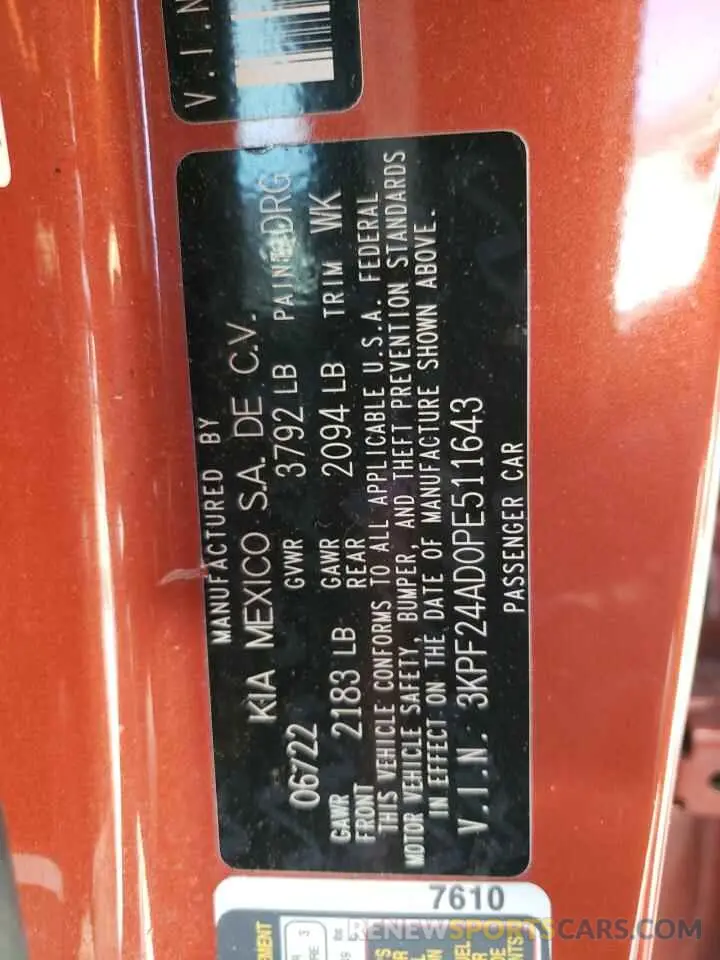 V.I.N
MANUFACTURED BY
KIA MEXICO S.A. DE C.V.
06/22 GVWR 3792 LB PAINT DRG
GAWR FRONT 2183 LB GAWR REAR 2094 LB TRIM WK
THIS VEHICLE CONFORMS TO ALL APPLICABLE U.S.A. FEDERAL
MOTOR VEHICLE SAFETY, BUMPER, AND THEFT PREVENTION STANDARDS
IN EFFECT ON THE DATE OF MANUFACTURE SHOWN ABOVE.
V.I.N. 3KPF24AD0PE511643
PASSENGER CAR
7610
RENEWSPORTSCARS.COM